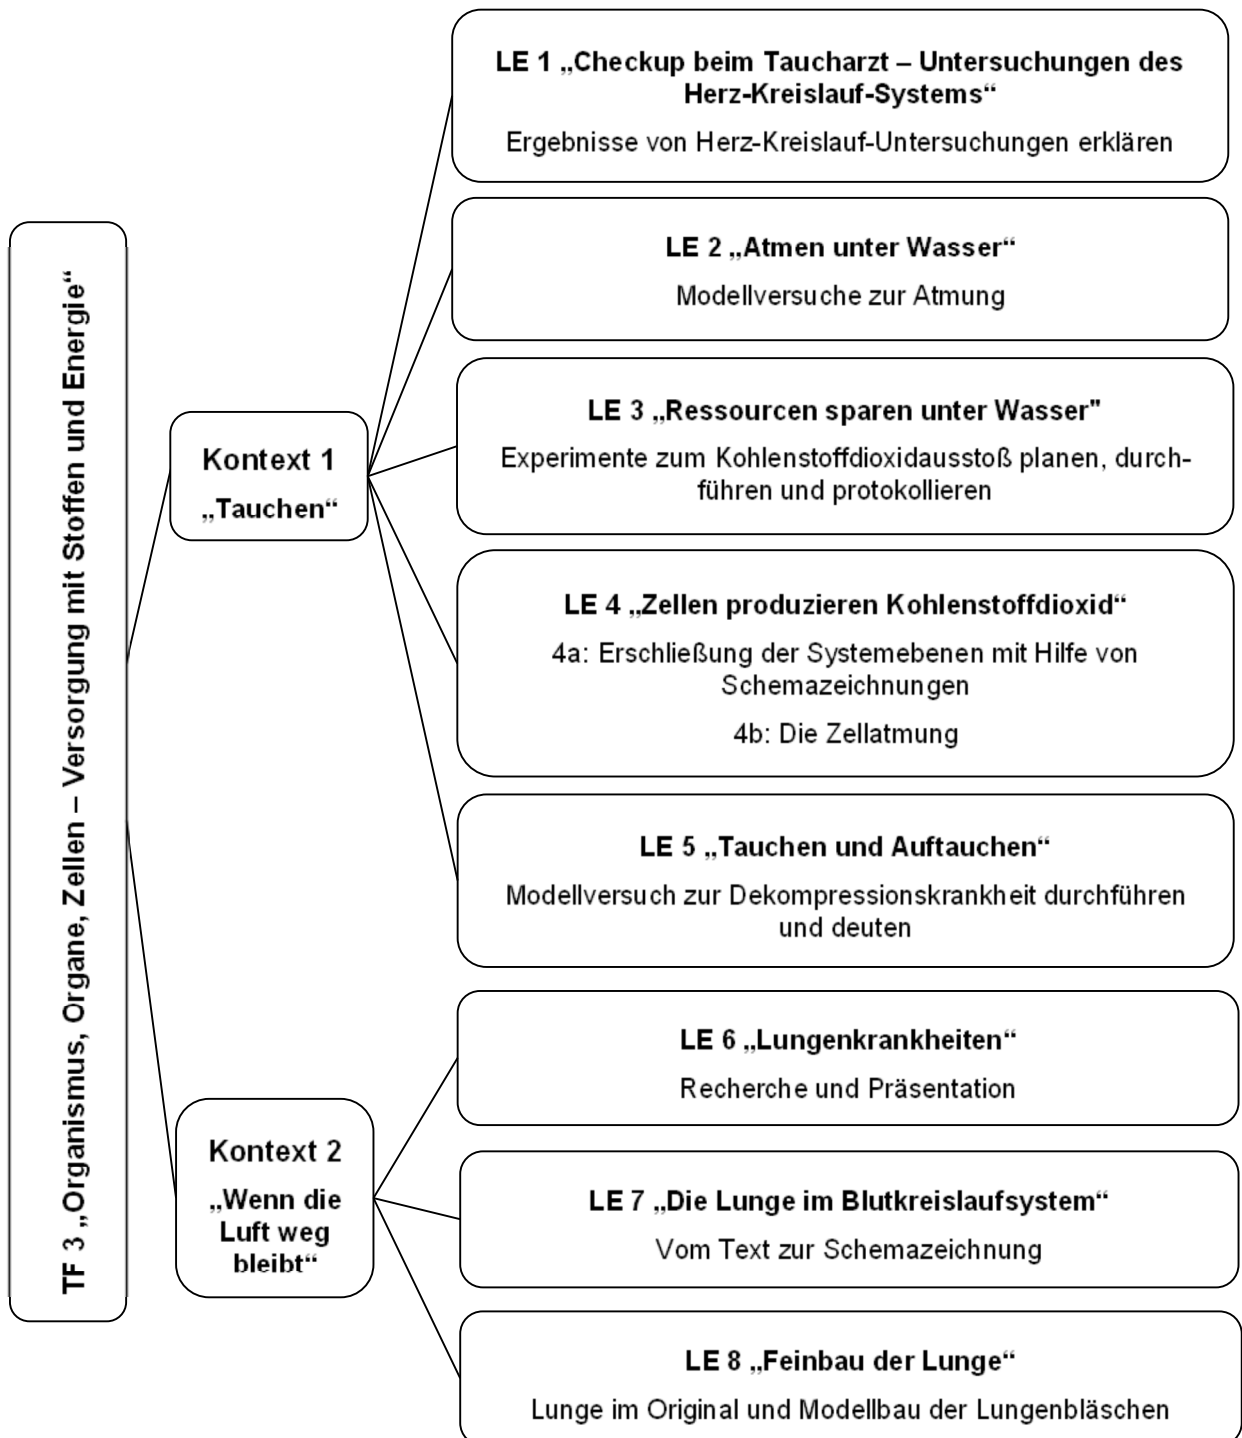 TF 3 „Organismus, Organe, Zellen – Versorgung mit Stoffen und Energie“
Kontext 1
„Tauchen“
LE 1 „Checkup beim Taucharzt – Untersuchungen des
Herz-Kreislauf-Systems“
Ergebnisse von Herz-Kreislauf-Untersuchungen erklären
LE 2 „Atmen unter Wasser“
Modellversuche zur Atmung
LE 3 „Ressourcen sparen unter Wasser"
Experimente zum Kohlenstoffdioxidausstoß planen, durch-
führen und protokollieren
LE 4 „Zellen produzieren Kohlenstoffdioxid“
4a: Erschließung der Systemebenen mit Hilfe von
Schemazeichnungen
4b: Die Zellatmung
LE 5 „Tauchen und Auftauchen“
Modellversuch zur Dekompressionskrankheit durchführen
und deuten
Kontext 2
„Wenn die
Luft weg
bleibt“
LE 6 „Lungenkrankheiten“
Recherche und Präsentation
LE 7 „Die Lunge im Blutkreislaufsystem“
Vom Text zur Schemazeichnung
LE 8 „Feinbau der Lunge“
Lunge im Original und Modellbau der Lungenbläschen